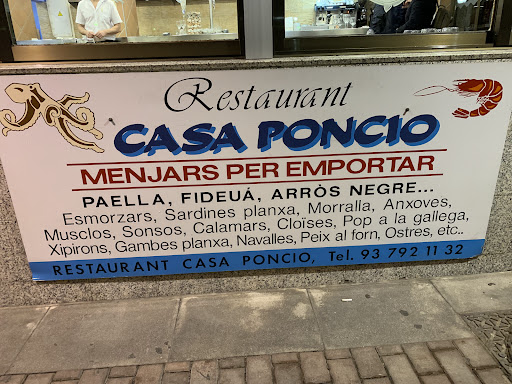 Restaurant
CASA PONCIO
MENJARS PER EMPORTAR
PAELLA, FIDEUÁ, ARRÒS NEGRE...
Esmorzars, Sardines planxa, Morralla, Anxoves,
Musclos, Sonsos, Calamars, Cloïses, Pop a la gallega,
Xipirons, Gambes planxa, Navalles, Peix al forn, Ostres, etc..
RESTAURANT CASA PONCIO, Tel. 93 792 11 32